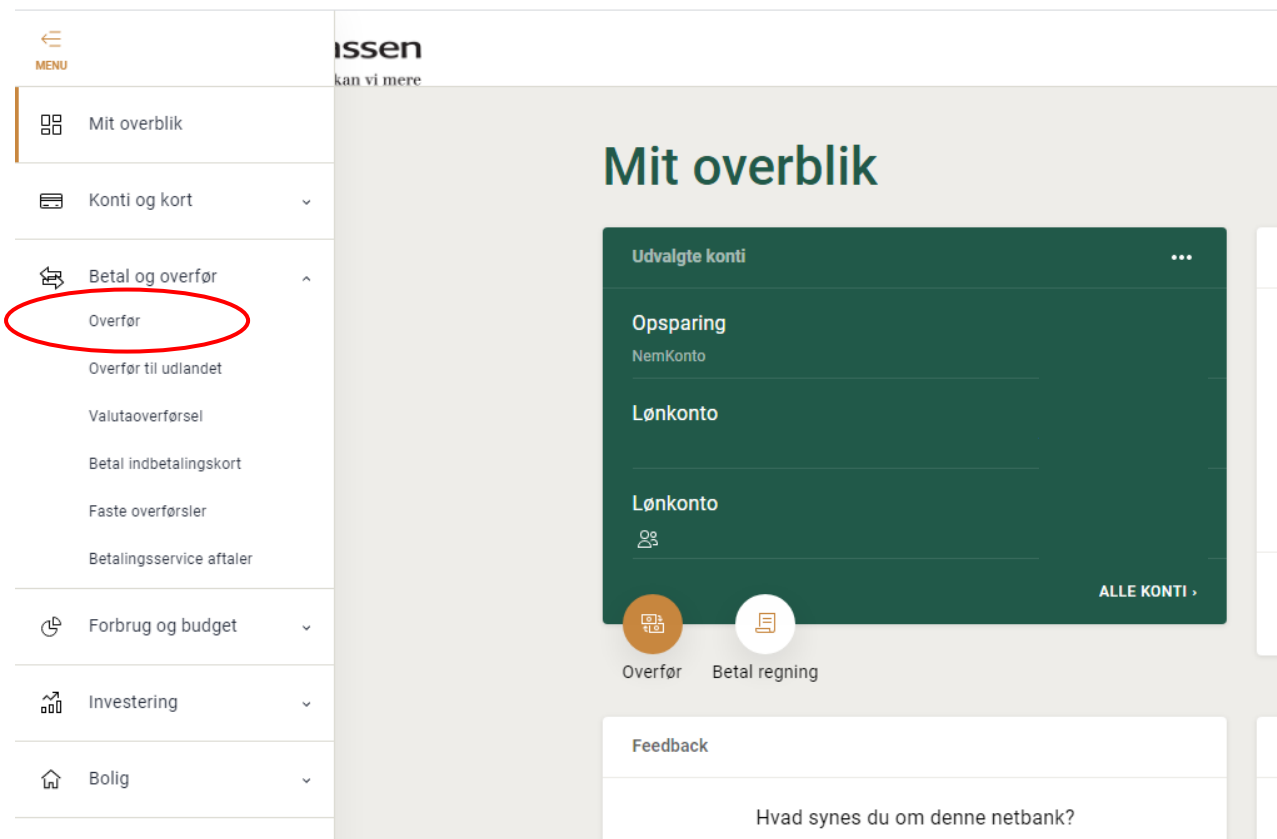 MENU
kan vi mere
Mit overblik
Konti og kort
Betal og overfør
Overfør
Overfør til udlandet
Valutaoverførsel
Betal indbetalingskort
Faste overførsler
Betalingsservice aftaler
Forbrug og budget
Investering
Bolig
Mit overblik
Udvalgte konti
Opsparing
NemKonto
Lønkonto
Lønkonto
ALLE KONTI ›
Overfør
Betal regning
Feedback
Hvad synes du om denne netbank?